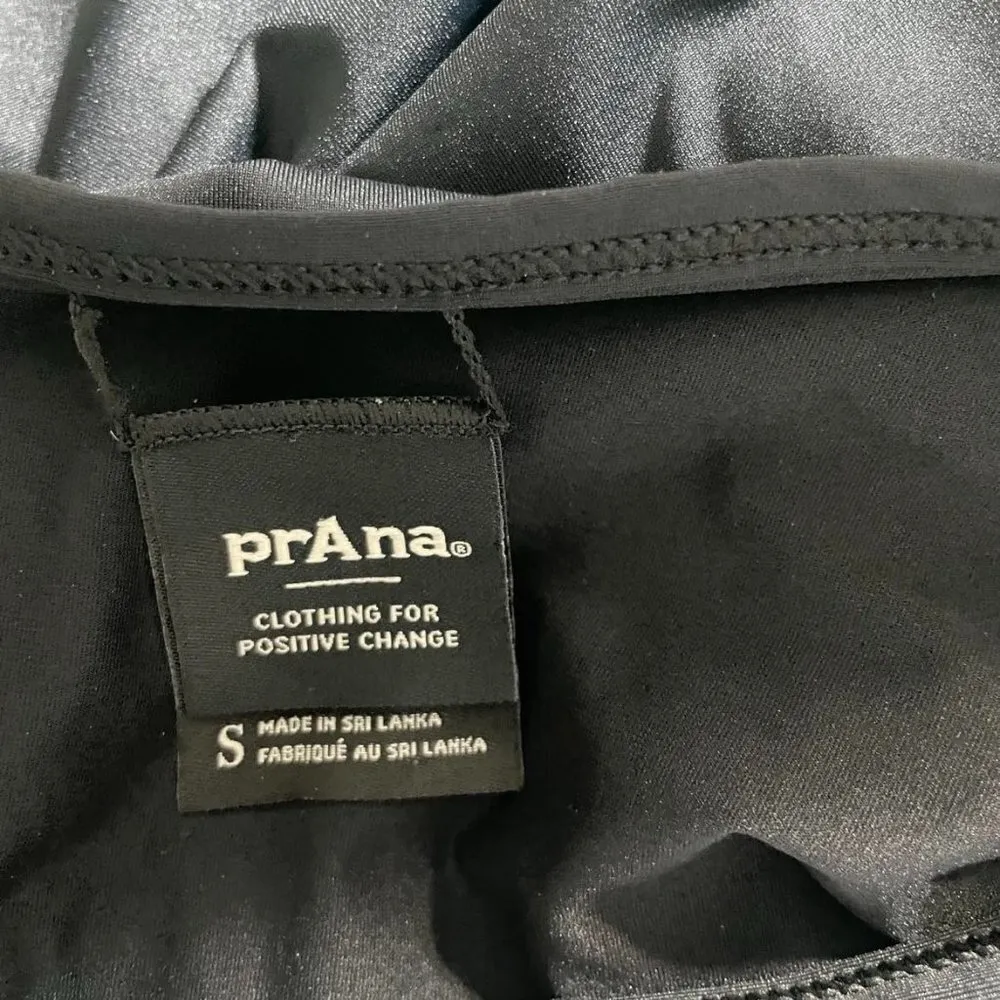 prAna®
CLOTHING FOR
POSITIVE CHANGE
S MADE IN SRI LANKA
FABRIQUÉ AU SRI LANKA